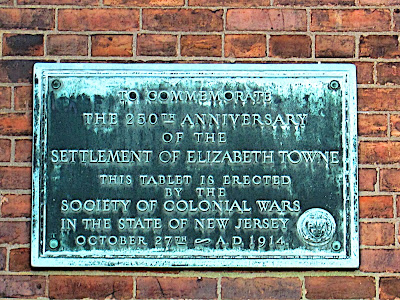 TO COMMEMORATE
THE 250TH ANNIVERSARY
OF THE
SETTLEMENT OF ELIZABETH TOWNE
THIS TABLET IS ERECTED
BY THE
SOCIETY OF COLONIAL WARS
IN THE STATE OF NEW JERSEY
OCTOBER 27TH ~ A.D. 1914.